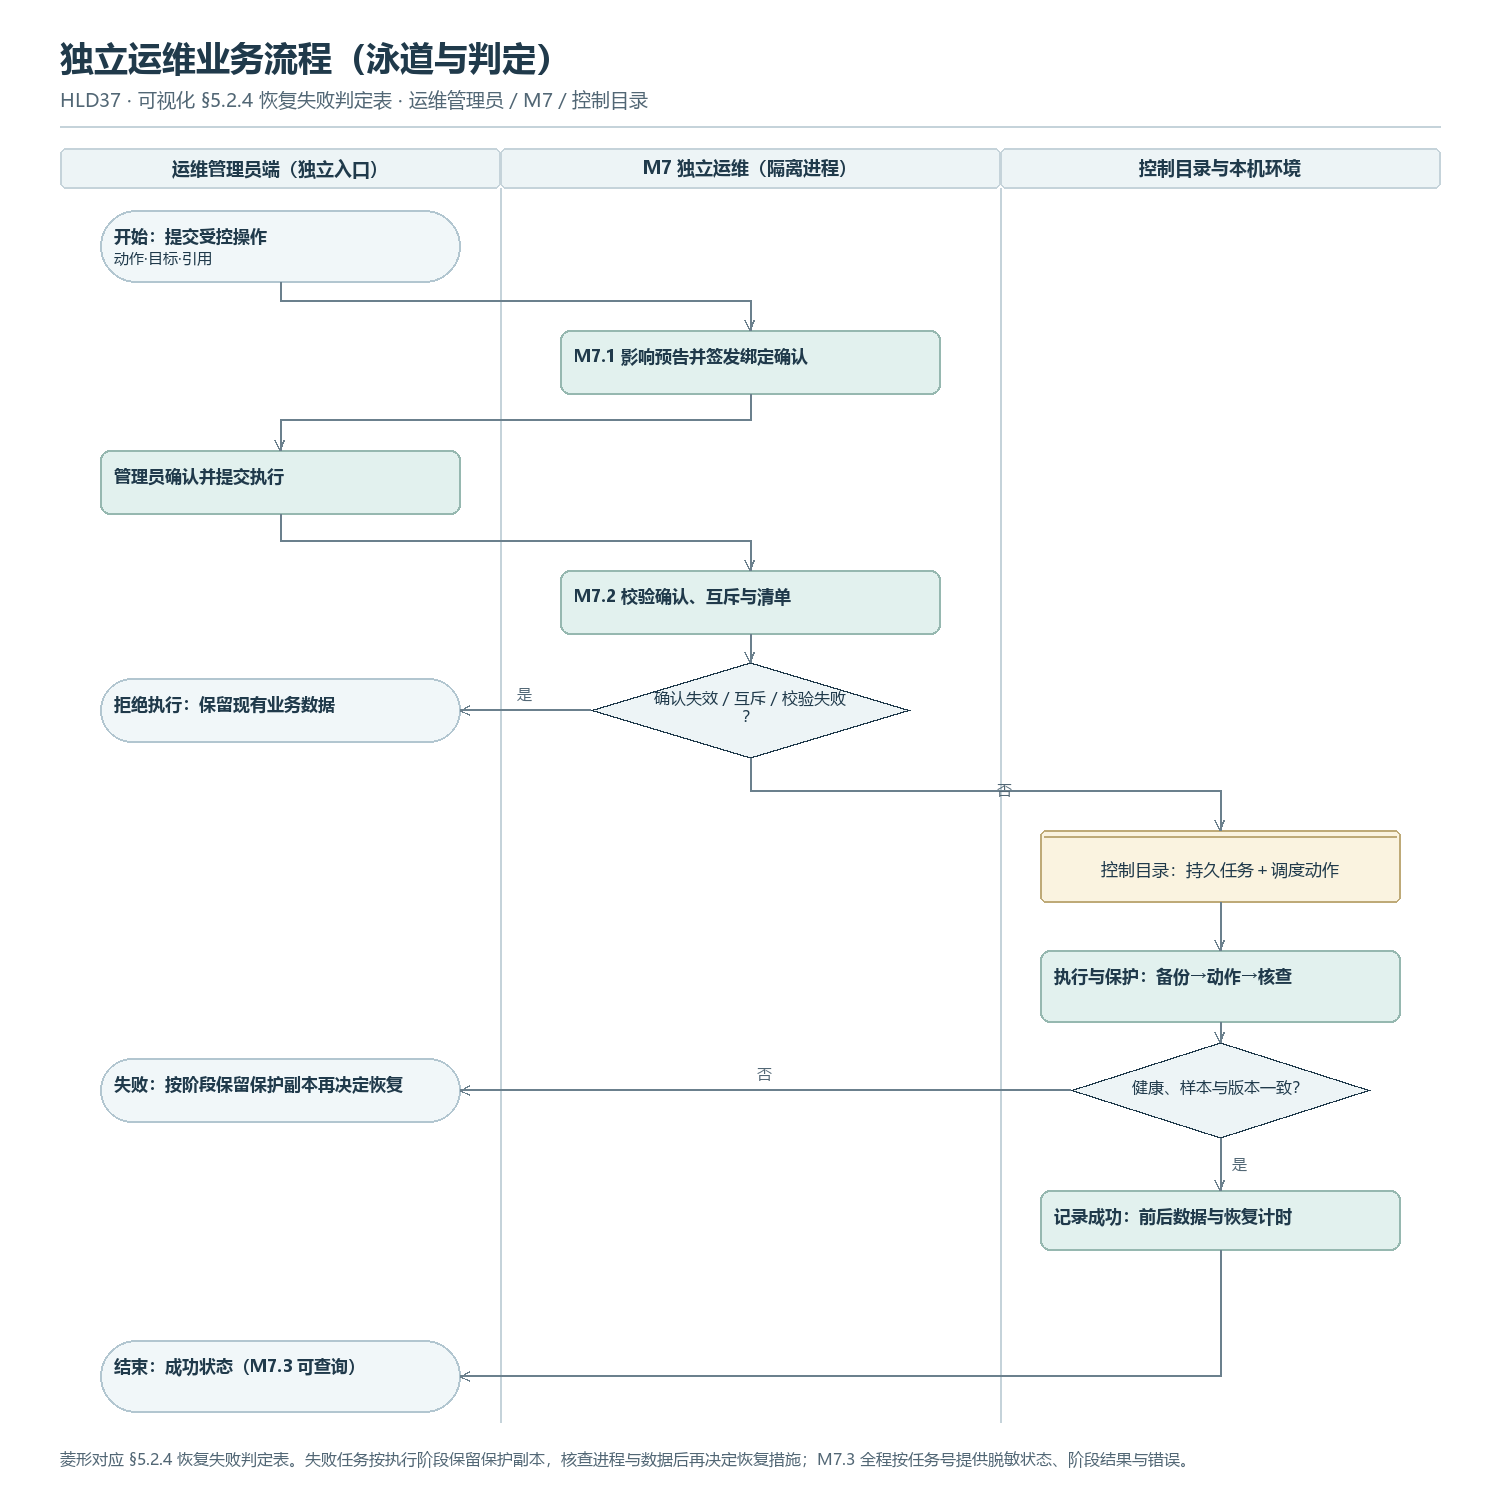 独立运维业务流程（泳道与判定）
HLD37 · 可视化 §5.2.4 恢复失败判定表 · 运维管理员 / M7 / 控制目录
运维管理员端（独立入口）
M7 独立运维（隔离进程）
控制目录与本机环境
开始：提交受控操作
动作·目标·引用
M7.1 影响预告并签发绑定确认
管理员确认并提交执行
M7.2 校验确认、互斥与清单
拒绝执行：保留现有业务数据
是
确认失效 / 互斥 / 校验失败
？
否
控制目录：持久任务 + 调度动作
执行与保护：备份→动作→核查
失败：按阶段保留保护副本再决定恢复
否
健康、样本与版本一致？
是
记录成功：前后数据与恢复计时
结束：成功状态（M7.3 可查询）
菱形对应 §5.2.4 恢复失败判定表。失败任务按执行阶段保留保护副本，核查进程与数据后再决定恢复措施；M7.3 全程按任务号提供脱敏状态、阶段结果与错误。